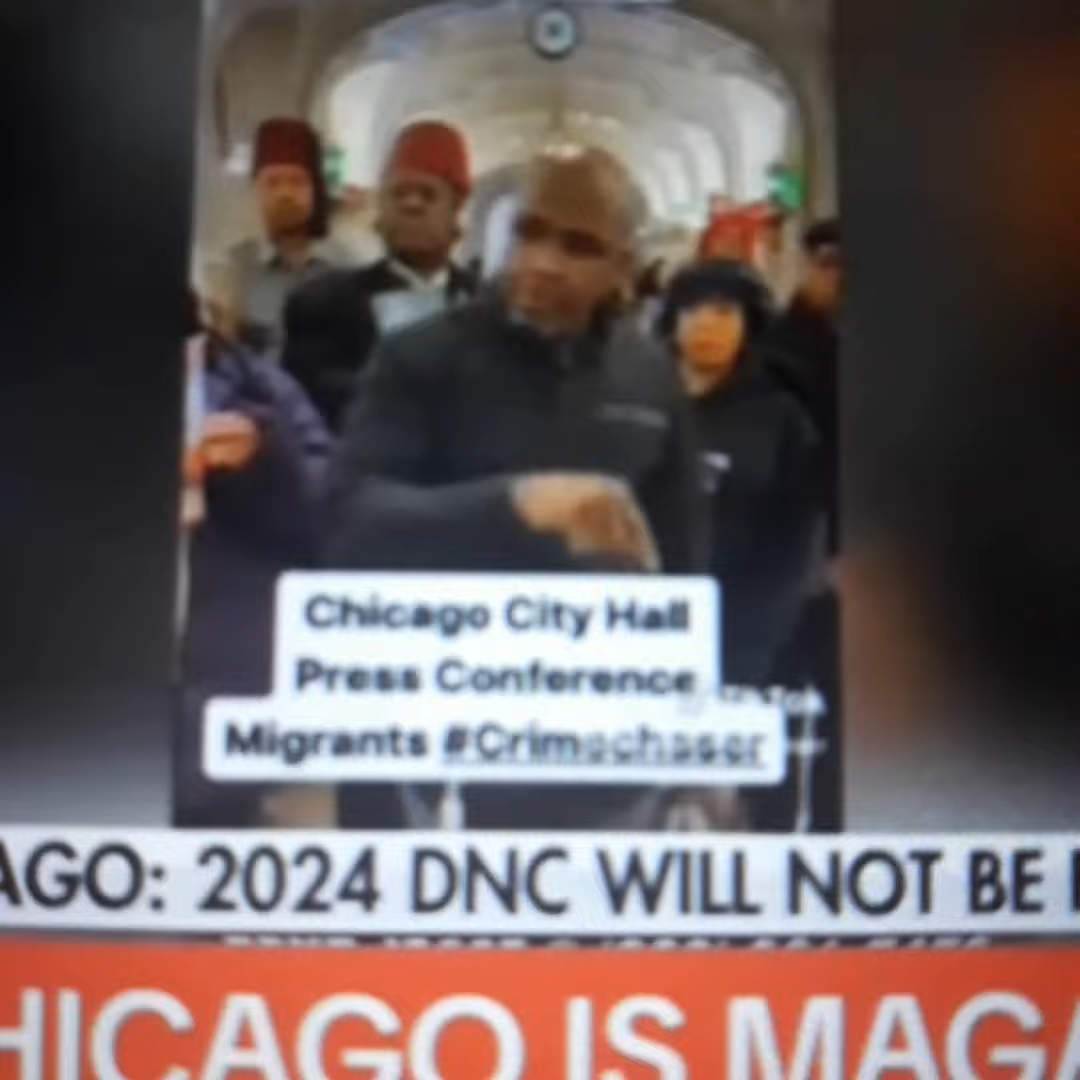 Chicago City Hall
Press Conference
Migrants #Crimechaser
AGO: 2024 DNC WILL NOT BE
HICAGO IS MAGA